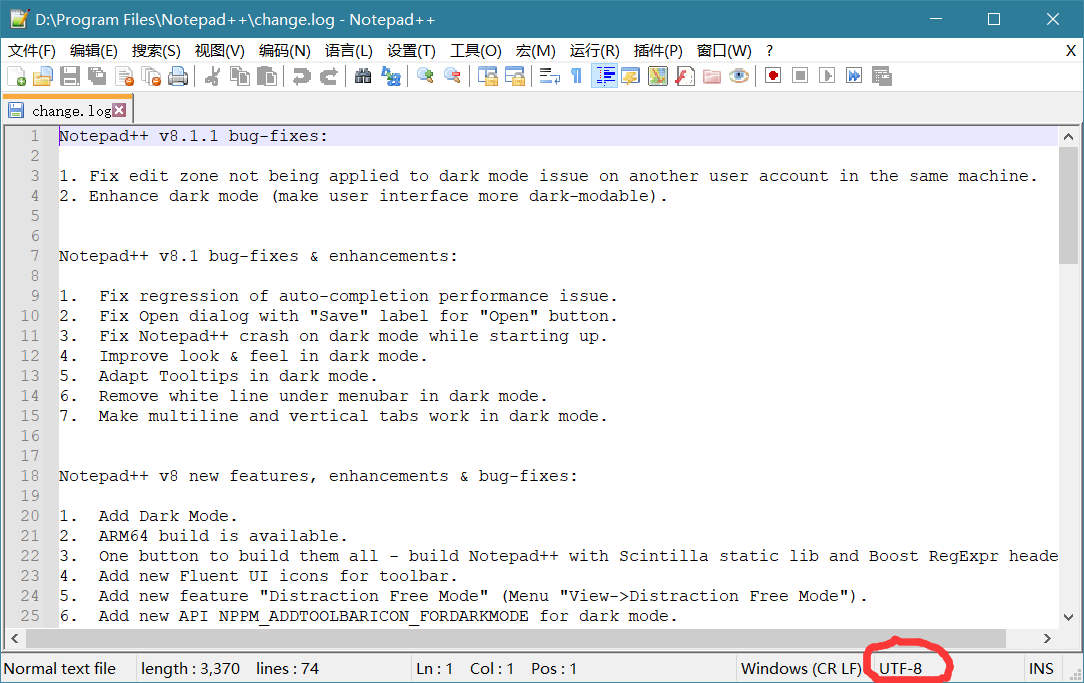 D:\Program Files\Notepad++\change.log - Notepad++
文件(F) 编辑(E) 搜索(S) 视图(V) 编码(N) 语言(L) 设置(T) 工具(O) 宏(M) 运行(R) 插件(P) 窗口(W) ? X
change.log
1 Notepad++ v8.1.1 bug-fixes:
2
3 1. Fix edit zone not being applied to dark mode issue on another user account in the same machine.
4 2. Enhance dark mode (make user interface more dark-modable).
5
6
7 Notepad++ v8.1 bug-fixes & enhancements:
8
9 1.  Fix regression of auto-completion performance issue.
10 2.  Fix Open dialog with "Save" label for "Open" button.
11 3.  Fix Notepad++ crash on dark mode while starting up.
12 4.  Improve look & feel in dark mode.
13 5.  Adapt Tooltips in dark mode.
14 6.  Remove white line under menubar in dark mode.
15 7.  Make multiline and vertical tabs work in dark mode.
16
17
18 Notepad++ v8 new features, enhancements & bug-fixes:
19
20 1.  Add Dark Mode.
21 2.  ARM64 build is available.
22 3.  One button to build them all - build Notepad++ with Scintilla static lib and Boost RegExpr heade
23 4.  Add new Fluent UI icons for toolbar.
24 5.  Add new feature "Distraction Free Mode" (Menu "View->Distraction Free Mode").
25 6.  Add new API NPPM_ADDTOOLBARICON_FORDARKMODE for dark mode.
Normal text file length : 3,370 lines : 74 Ln : 1 Col : 1 Pos : 1 Windows (CR LF) UTF-8 INS